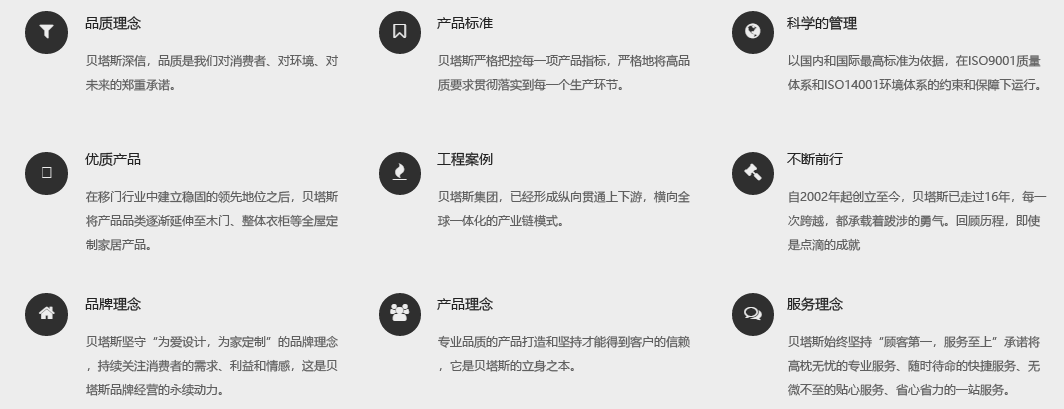 品质理念
贝塔斯深信，品质是我们对消费者、对环境、对
未来的郑重承诺。
产品标准
贝塔斯严格把控每一项产品指标，严格地将高品
质要求贯彻落实到每一个生产环节。
科学的管理
以国内和国际最高标准为依据，在ISO9001质量
体系和ISO14001环境体系的约束和保障下运行。
优质产品
在移门行业中建立稳固的领先地位之后，贝塔斯
将产品品类逐渐延伸至木门、整体衣柜等全屋定
制家居产品。
工程案例
贝塔斯集团，已经形成纵向贯通上下游，横向全
球一体化的产业链模式。
不断前行
自2002年起创立至今，贝塔斯已走过16年，每一
次跨越，都承载着跋涉的勇气。回顾历程，即使
是点滴的成就
品牌理念
贝塔斯坚守“为爱设计，为家定制”的品牌理念
，持续关注消费者的需求、利益和情感，这是贝
塔斯品牌经营的永续动力。
产品理念
专业品质的产品打造和坚持才能得到客户的信赖
，它是贝塔斯的立身之本。
服务理念
贝塔斯始终坚持“顾客第一，服务至上”承诺将
高枕无忧的专业服务、随时待命的快捷服务、无
微不至的贴心服务、省心省力的一站服务。